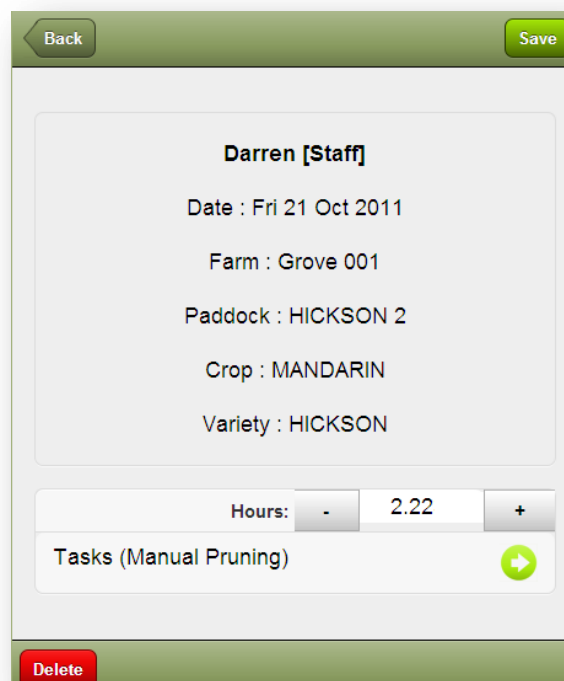 Back
Save
Darren [Staff]
Date : Fri 21 Oct 2011
Farm : Grove 001
Paddock : HICKSON 2
Crop : MANDARIN
Variety : HICKSON
Hours: - 2.22 +
Tasks (Manual Pruning)
Delete